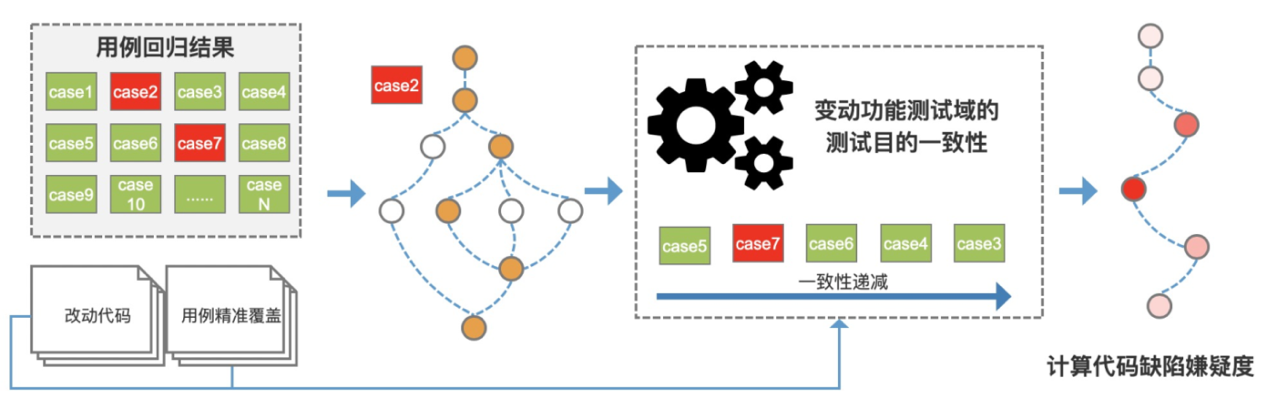 用例回归结果
case1
case2
case3
case4
case5
case6
case7
case8
case9
case
10
......
case
N
改动代码
用例精准覆盖
case2
变动功能测试域的
测试目的一致性
case5
case7
case6
case4
case3
一致性递减
计算代码缺陷嫌疑度